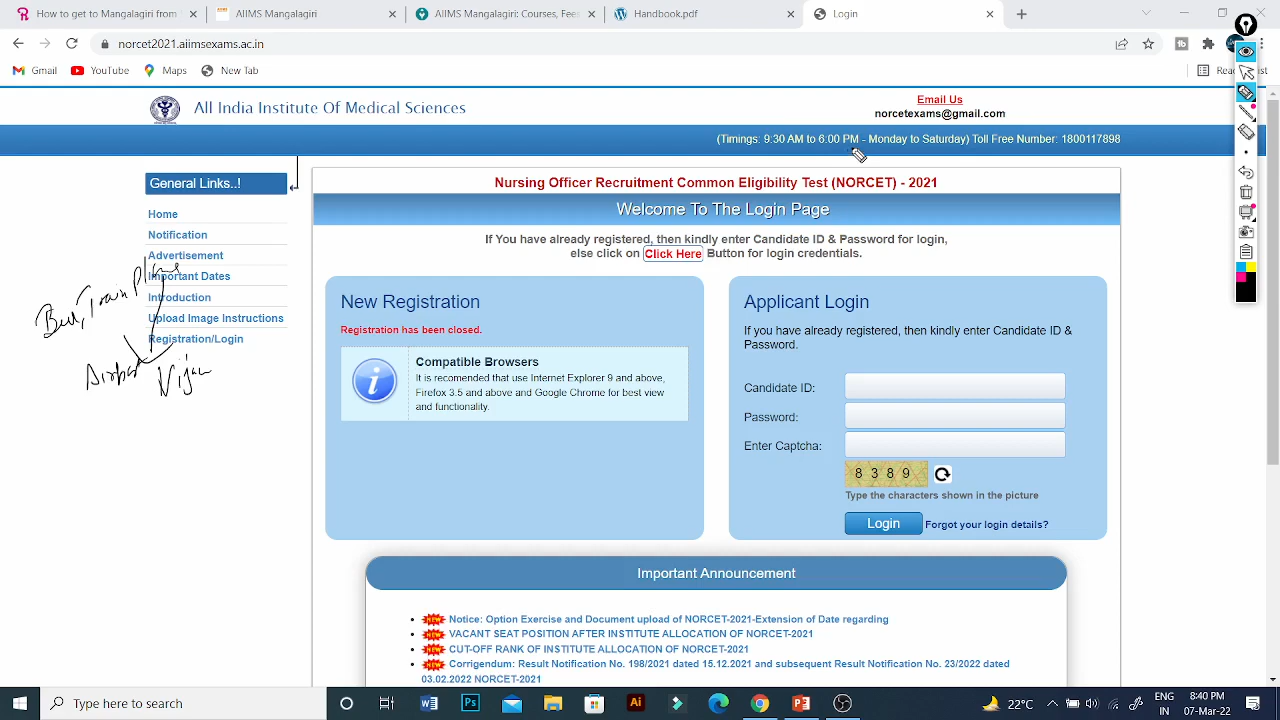 How to get AIIMS Mangalagiri from
AIIMS Mangalagiri
AIIMS Mangalagiri: Courses, Fees
Handbook.pdf
Login
norcet2021.aiimsexams.ac.in
Gmail
YouTube
Maps
New Tab
All India Institute Of Medical Sciences
Email Us
norcetexams@gmail.com
(Timings: 9:30 AM to 6:00 PM - Monday to Saturday) Toll Free Number: 1800117898
General Links..!
Home
Notification
Advertisement
Important Dates
Introduction
Upload Image Instructions
Registration/Login
Nursing Officer Recruitment Common Eligibility Test (NORCET) - 2021
Welcome To The Login Page
If You have already registered, then kindly enter Candidate ID & Password for login,
else click on Click Here Button for login credentials.
New Registration
Registration has been closed.
Compatible Browsers
It is recomended that use Internet Explorer 9 and above,
Firefox 3.5 and above and Google Chrome for best view
and functionality.
Applicant Login
If you have already registered, then kindly enter Candidate ID &
Password.
Candidate ID:
Password:
Enter Captcha:
8 3 8 9
Type the characters shown in the picture
Login Forgot your login details?
Important Announcement
NEW Notice: Option Exercise and Document upload of NORCET-2021-Extension of Date regarding
NEW VACANT SEAT POSITION AFTER INSTITUTE ALLOCATION OF NORCET-2021
NEW CUT-OFF RANK OF INSTITUTE ALLOCATION OF NORCET-2021
NEW Corrigendum: Result Notification No. 198/2021 dated 15.12.2021 and subsequent Result Notification No. 23/2022 dated
03.02.2022 NORCET-2021
Type here to search
22°C
ENG
IN
8:40 PM
07-Mar-22